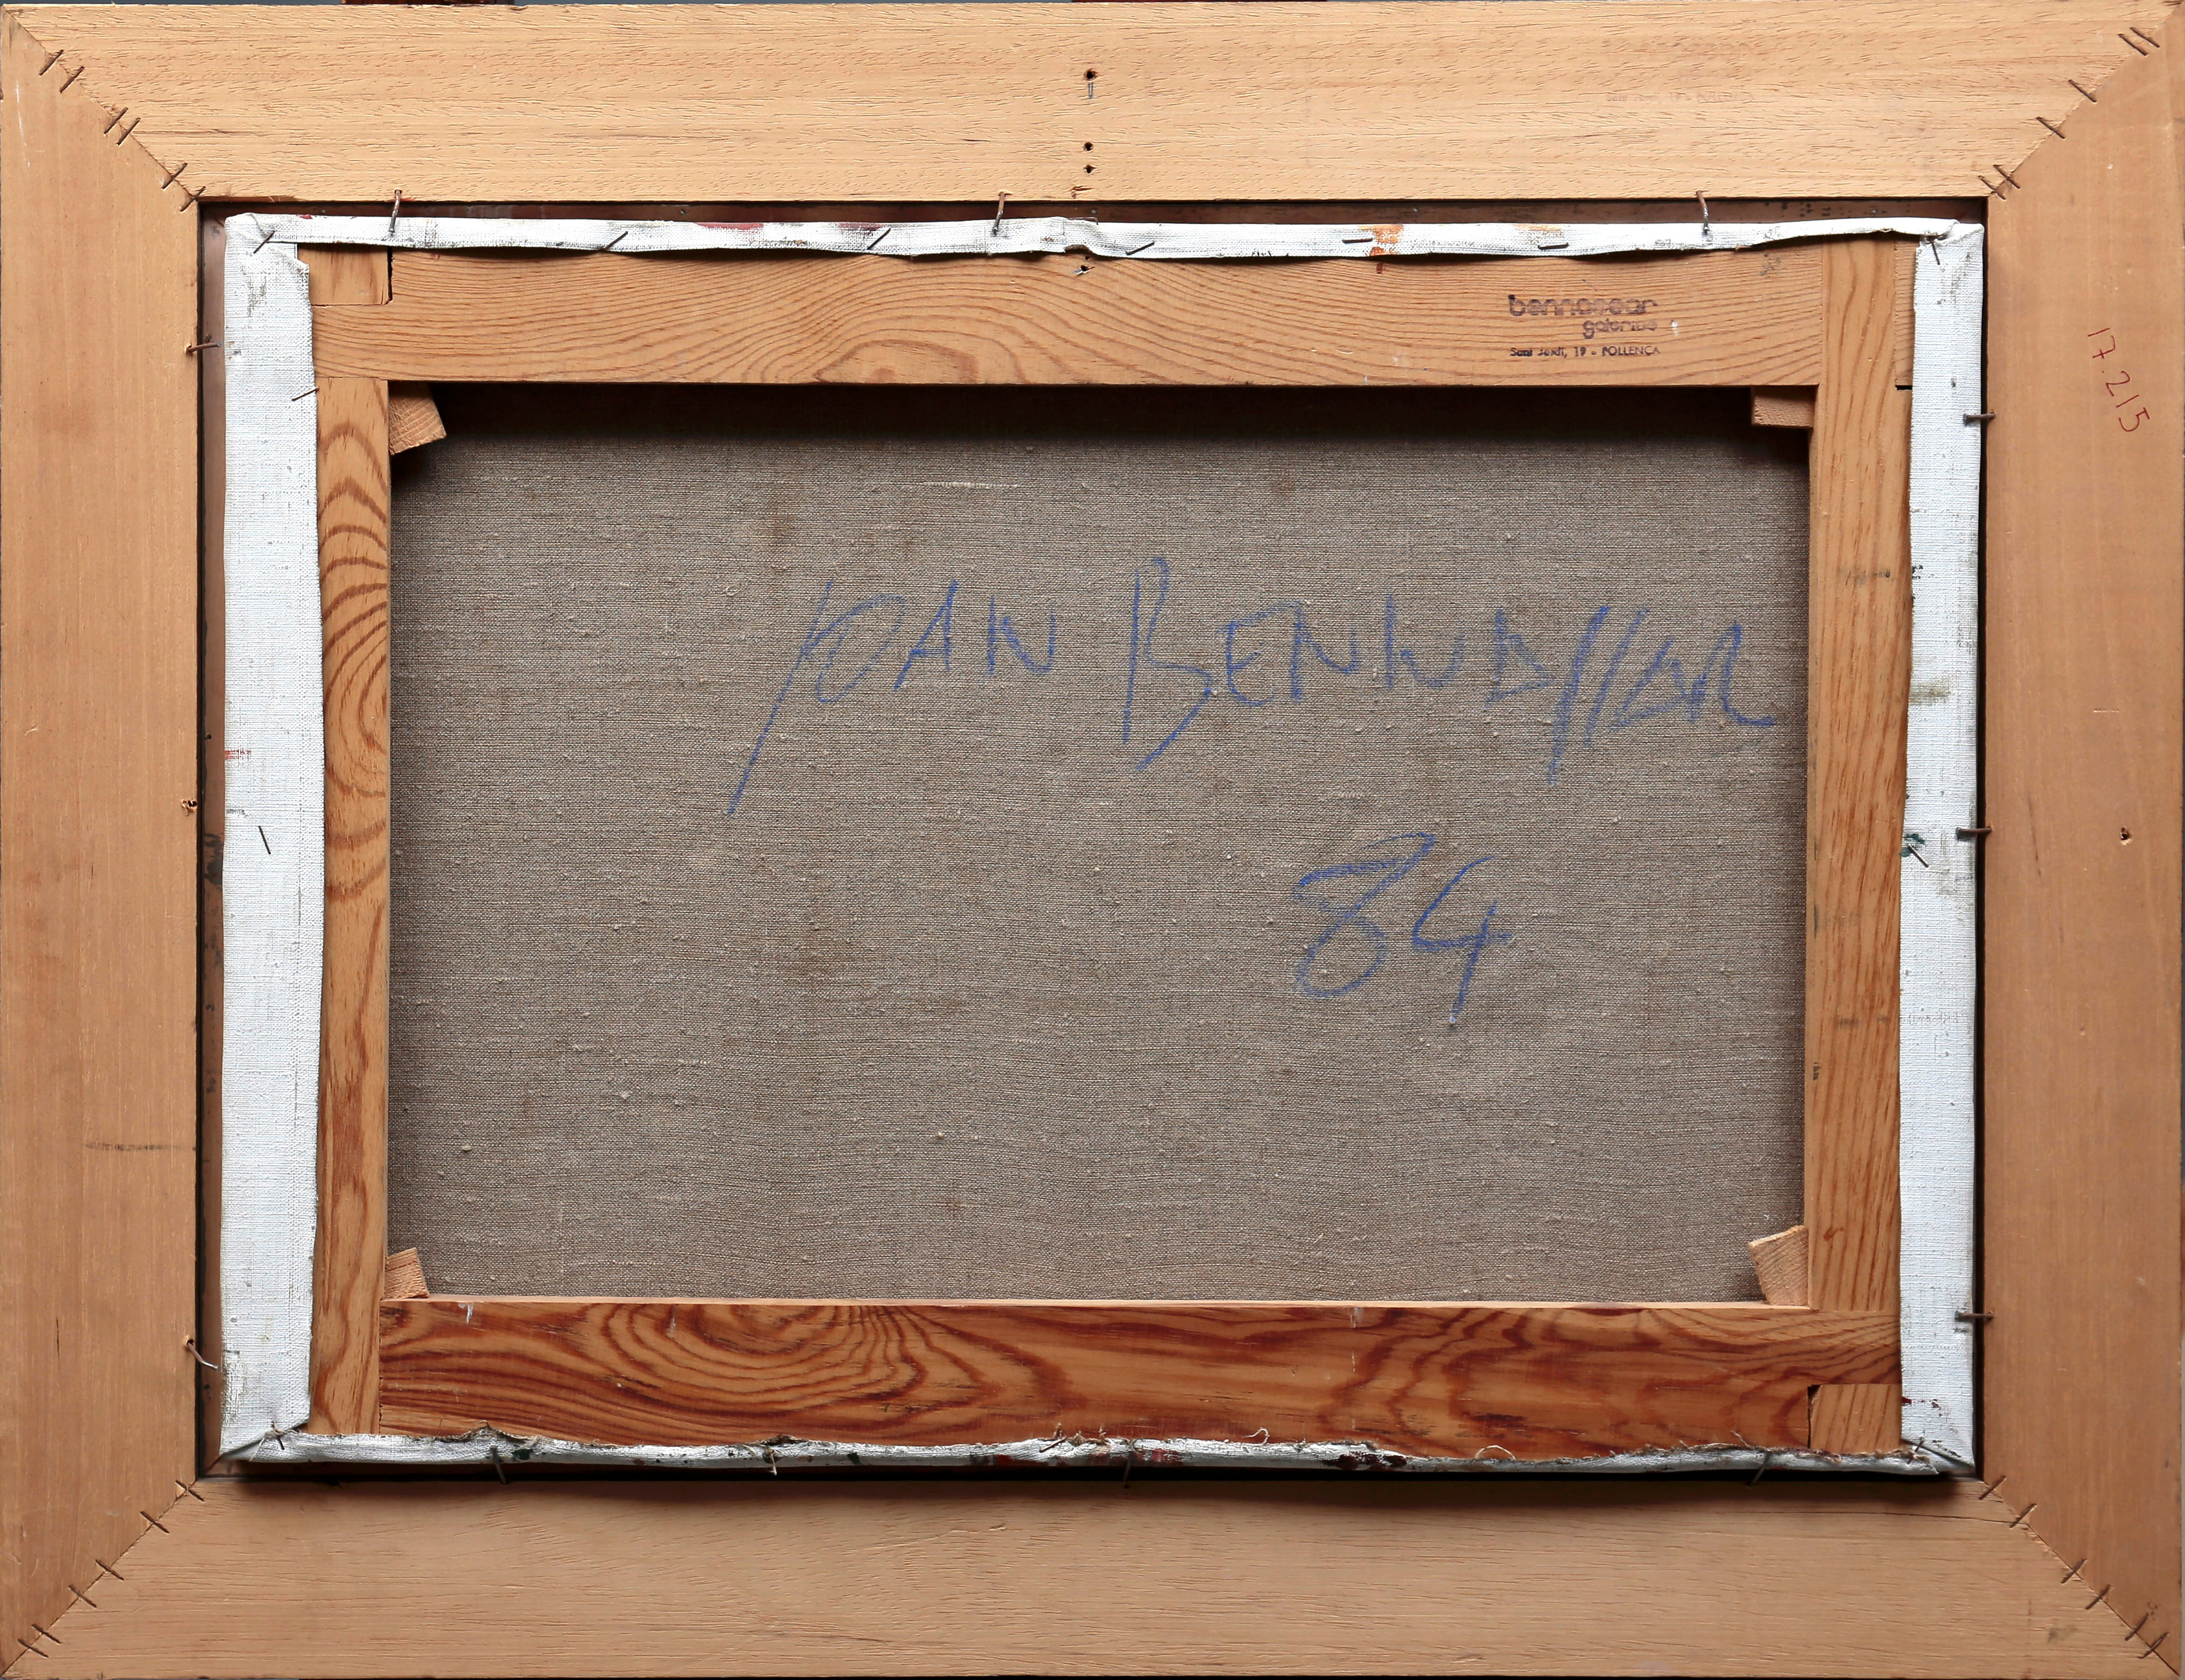 bennassar
galeries
Sant Jordi, 19 - POLLENÇA
17.215
JOAN BENNASSAR
84